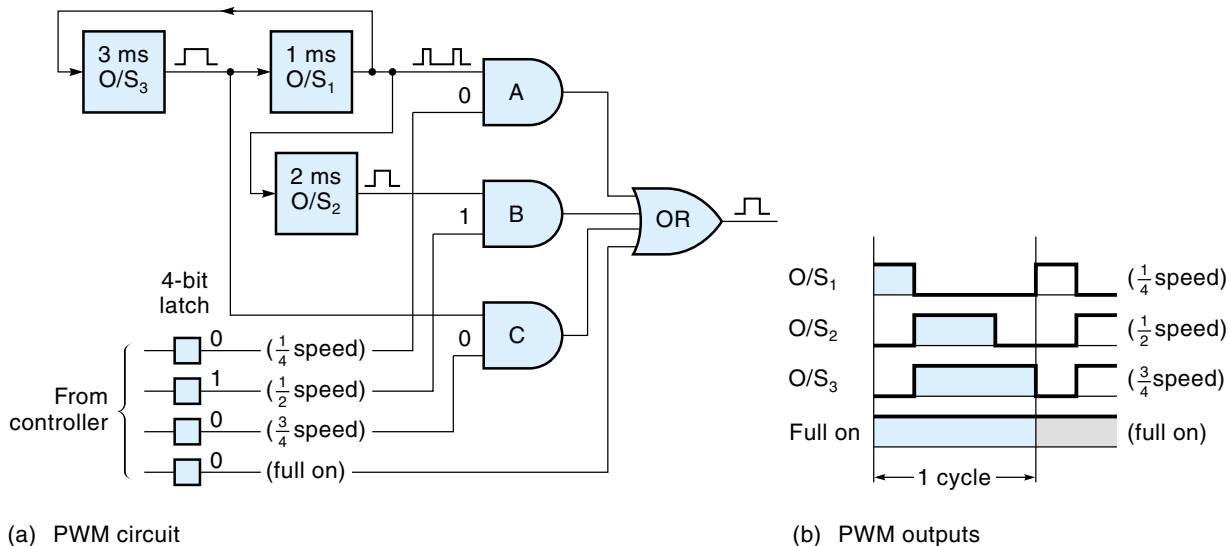 3 ms
O/S₃
1 ms
O/S₁
0
A
2 ms
O/S₂
1
B
OR
4-bit
latch
0
C
From
controller
0
(1/4 speed)
1
(1/2 speed)
0
(3/4 speed)
0
(full on)
(a) PWM circuit
O/S₁
(1/4 speed)
O/S₂
(1/2 speed)
O/S₃
(3/4 speed)
Full on
(full on)
1 cycle
(b) PWM outputs